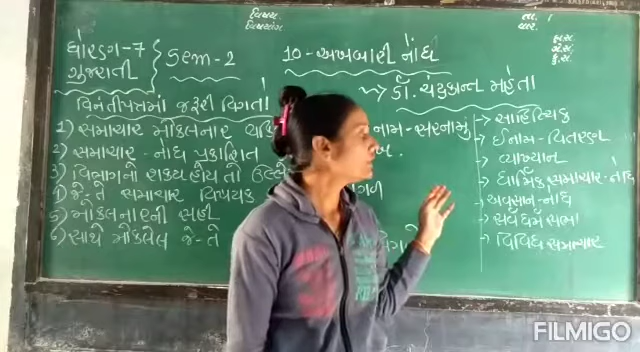 વિષય
તા.
વાર.
ધોરણ-7
ગુજરાતી
Sem-2
10-અખબારી નોંધ
ડૉ. ચંદ્રકાન્ત મહેતા
વિનંતીપત્રમાં જરૂરી વિગતો
1) સમાચાર મોકલનાર નામ-સરનામું
2) સમાચાર-નોંધ પ્રકાશિત
3) વિભાગનો શક્ય હોય તો
4) જે-તે સમાચાર વિષયક
5) મોકલનારની સહી
6) સાથે મોકલેલ જે-તે
→ સાહિત્યિક
→ ઈનામ-વિતરણ
→ વ્યાખ્યાન
→ ધાર્મિક સમાચાર-નોંધ
અવસાન-નોંધ
→ સર્વધર્મ સભા
→ વિવિધ સમાચાર
FILMIGO